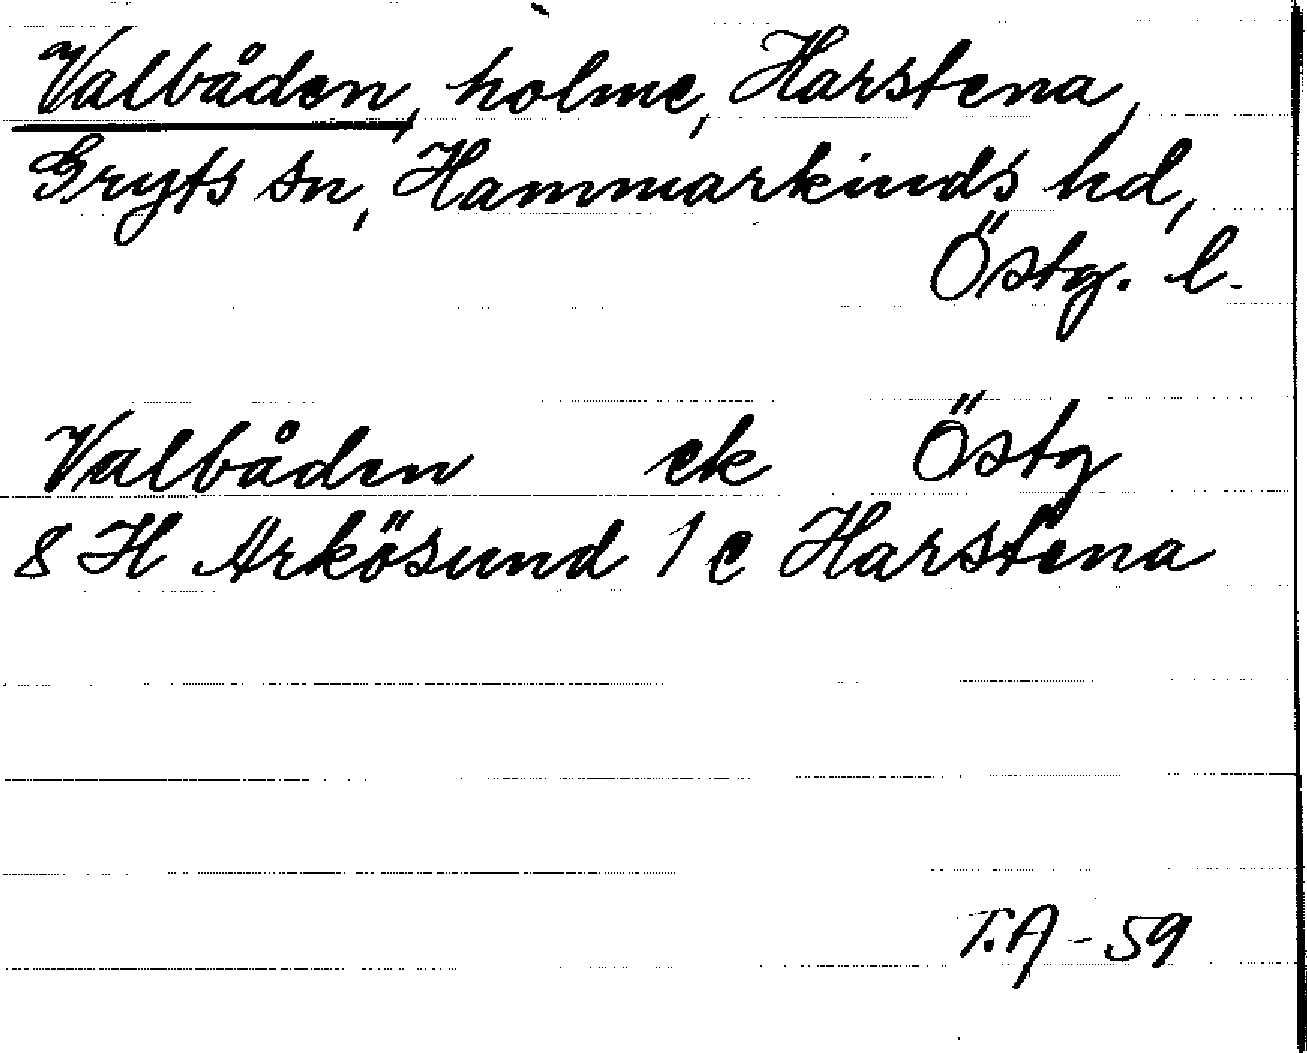 Valbåden, holme, Harstena,
Gryts sn, Hammarkinds hd,
Östg. l.
Valbåden ek Östg
8 H Arkösund 1 c Harstena
T.A - 59